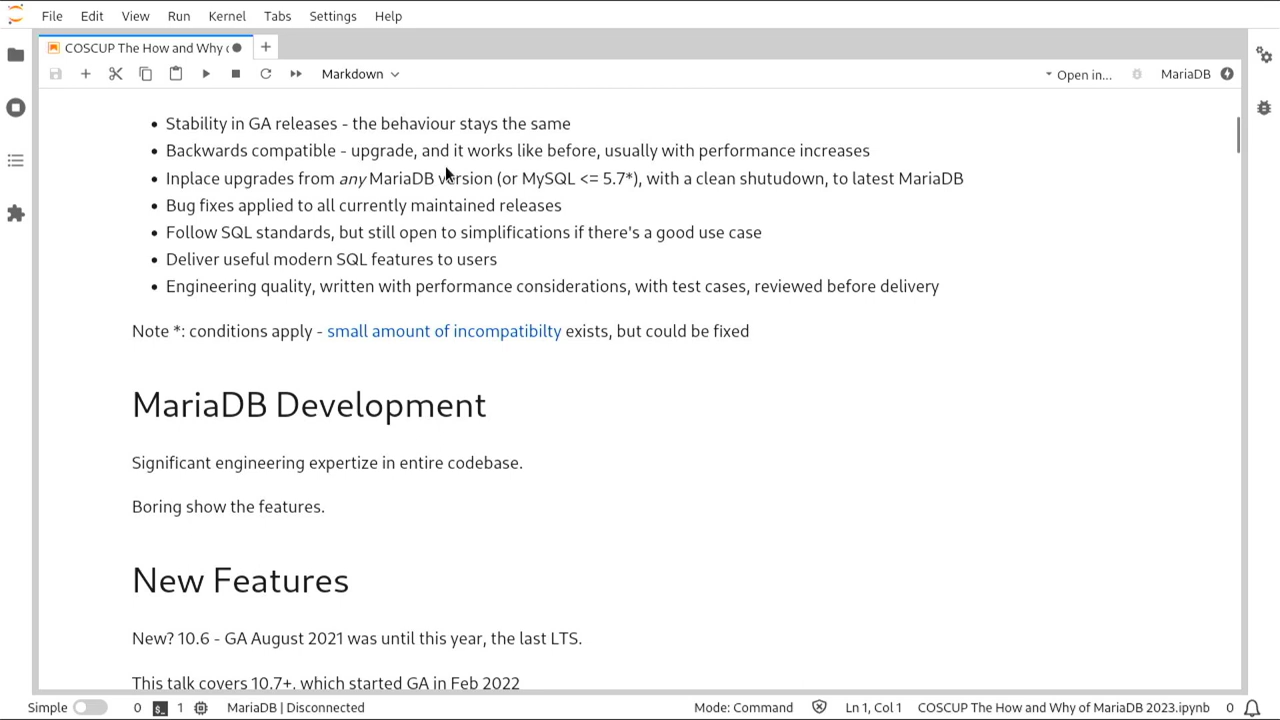 File Edit View Run Kernel Tabs Settings Help
COSCUP The How and Why
Markdown Open in... MariaDB
Stability in GA releases - the behaviour stays the same
Backwards compatible - upgrade, and it works like before, usually with performance increases
Inplace upgrades from any MariaDB version (or MySQL <= 5.7*), with a clean shutudown, to latest MariaDB
Bug fixes applied to all currently maintained releases
Follow SQL standards, but still open to simplifications if there's a good use case
Deliver useful modern SQL features to users
Engineering quality, written with performance considerations, with test cases, reviewed before delivery
Note *: conditions apply - small amount of incompatibilty exists, but could be fixed
MariaDB Development
Significant engineering expertize in entire codebase.
Boring show the features.
New Features
New? 10.6 - GA August 2021 was until this year, the last LTS.
This talk covers 10.7+, which started GA in Feb 2022
Simple 0 $_ 1 MariaDB | Disconnected Mode: Command Ln 1, Col 1 COSCUP The How and Why of MariaDB 2023.ipynb 0